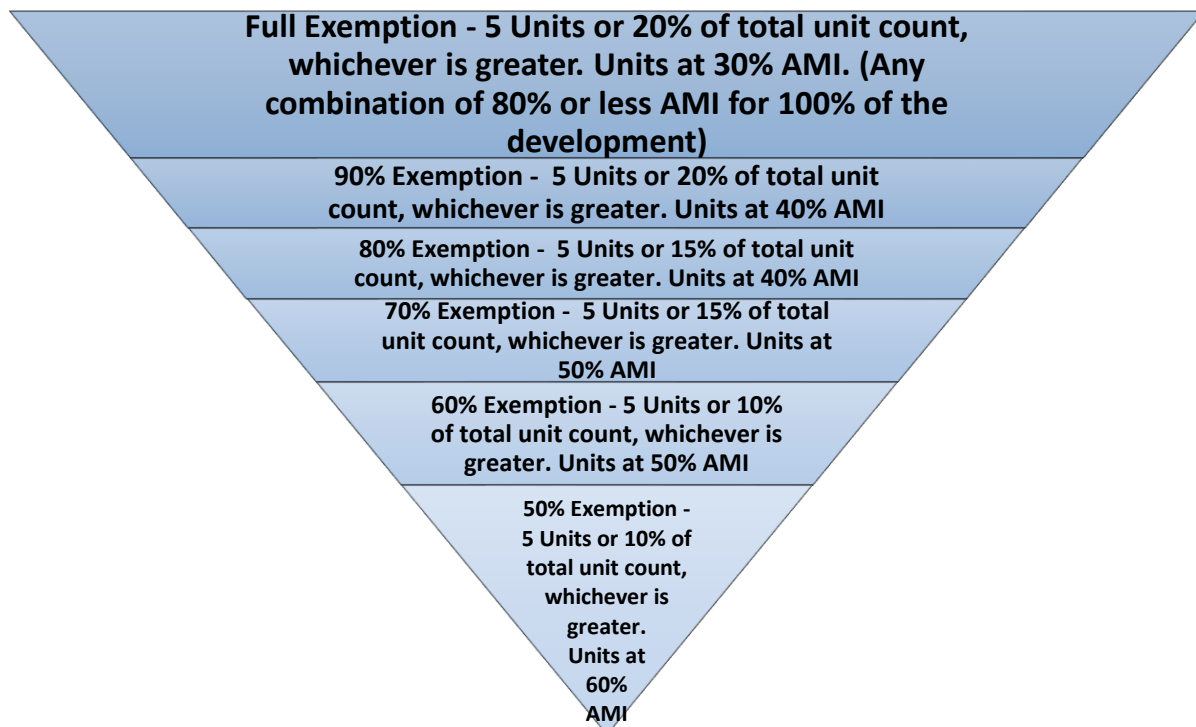 Full Exemption - 5 Units or 20% of total unit count,
whichever is greater. Units at 30% AMI. (Any
combination of 80% or less AMI for 100% of the
development)
90% Exemption -  5 Units or 20% of total unit
count, whichever is greater. Units at 40% AMI
80% Exemption -  5 Units or 15% of total unit
count, whichever is greater. Units at 40% AMI
70% Exemption -  5 Units or 15% of total
unit count, whichever is greater. Units at
50% AMI
60% Exemption - 5 Units or 10%
of total unit count, whichever is
greater. Units at 50% AMI
50% Exemption -
5 Units or 10% of
total unit count,
whichever is
greater.
Units at
60%
AMI